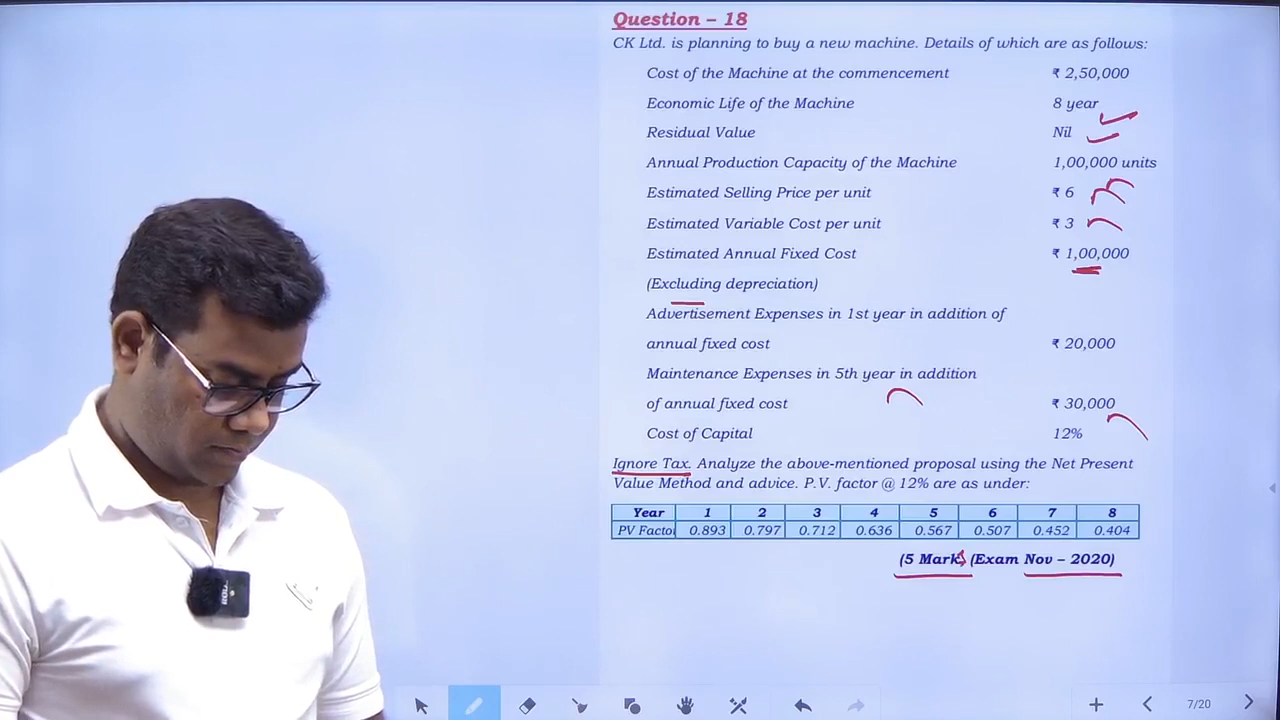 Question – 18
CK Ltd. is planning to buy a new machine. Details of which are as follows:
Cost of the Machine at the commencement ₹ 2,50,000
Economic Life of the Machine 8 year
Residual Value Nil
Annual Production Capacity of the Machine 1,00,000 units
Estimated Selling Price per unit ₹ 6
Estimated Variable Cost per unit ₹ 3
Estimated Annual Fixed Cost ₹ 1,00,000
(Excluding depreciation)
Advertisement Expenses in 1st year in addition of
annual fixed cost ₹ 20,000
Maintenance Expenses in 5th year in addition
of annual fixed cost ₹ 30,000
Cost of Capital 12%
Ignore Tax. Analyze the above-mentioned proposal using the Net Present
Value Method and advice. P.V. factor @ 12% are as under:
Year 1 2 3 4 5 6 7 8
PV Facto 0.893 0.797 0.712 0.636 0.567 0.507 0.452 0.404
(5 Marks (Exam Nov – 2020)
7/20